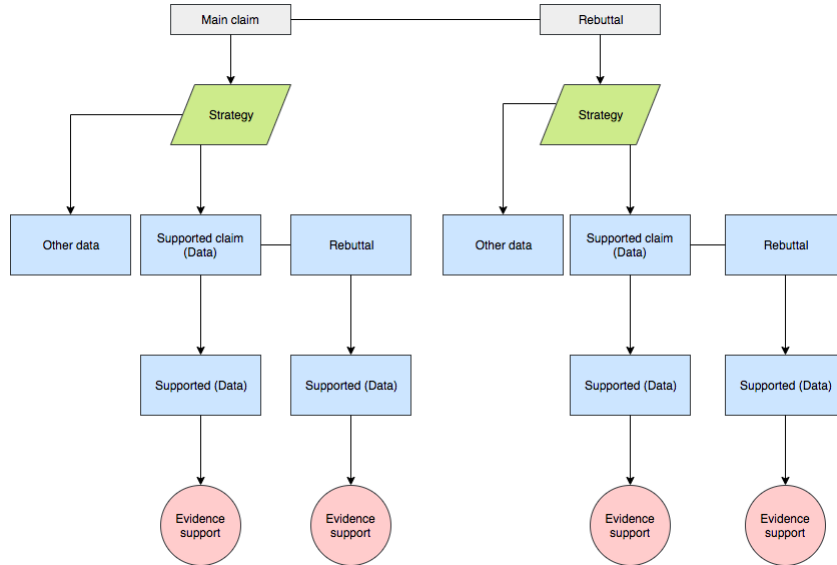 Main claim
Rebuttal
Strategy
Strategy
Other data
Supported claim
(Data)
Rebuttal
Other data
Supported claim
(Data)
Rebuttal
Supported (Data)
Supported (Data)
Supported (Data)
Supported (Data)
Evidence
support
Evidence
support
Evidence
support
Evidence
support